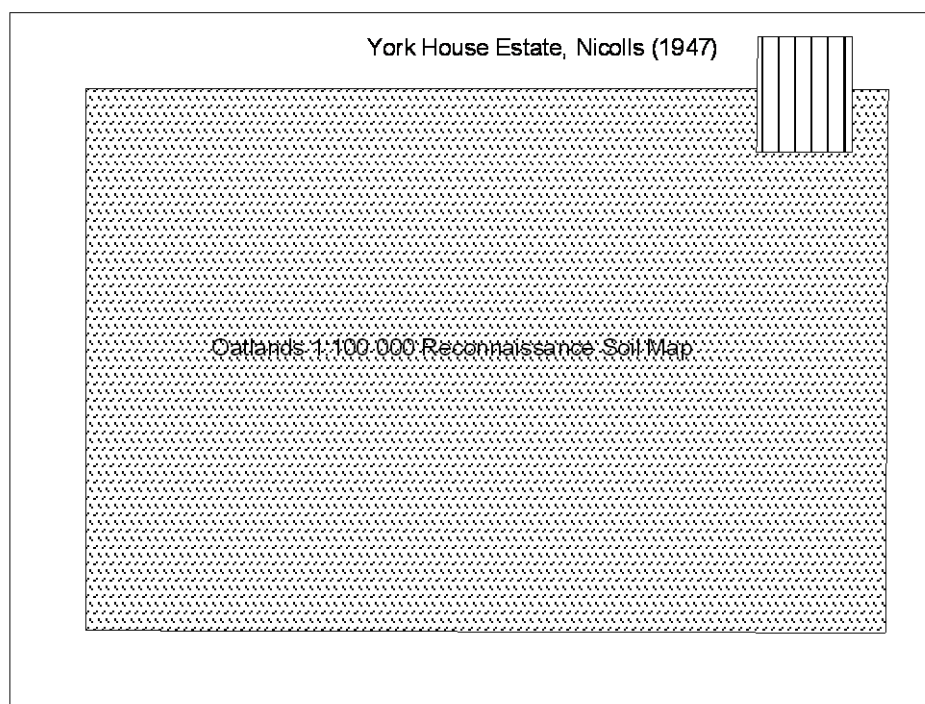 York House Estate, Nicolls (1947)
Oatlands 1:100 000 Reconnaissance Soil Map